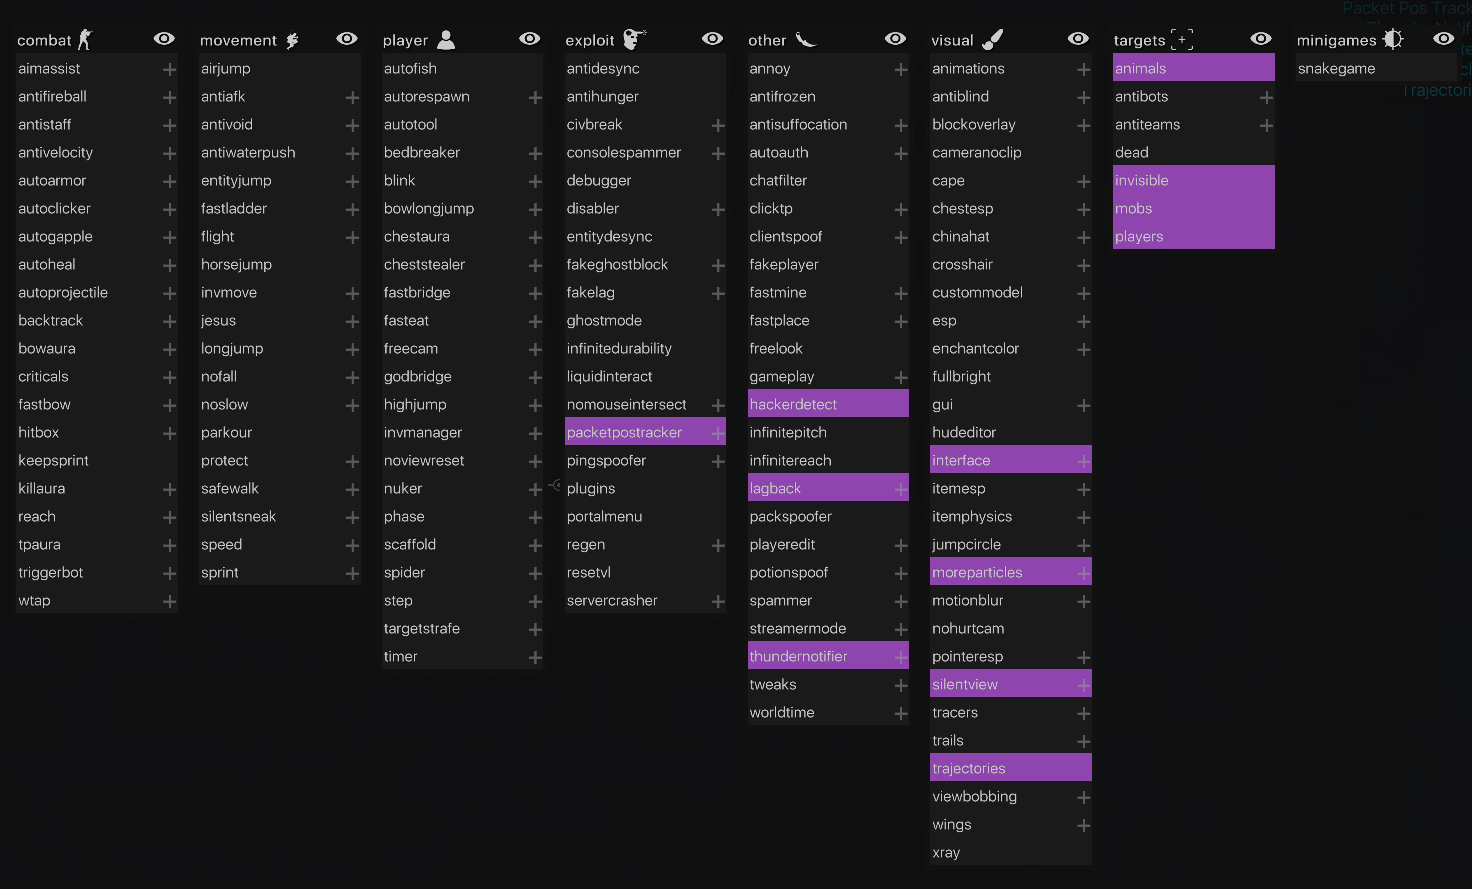 Packet Pos Track
combat
aimassist
antifireball
antistaff
antivelocity
autoarmor
autoclicker
autogapple
autoheal
autoprojectile
backtrack
bowaura
criticals
fastbow
hitbox
keepsprint
killaura
reach
tpaura
triggerbot
wtap
movement
airjump
antiafk
antivoid
antiwaterpush
entityjump
fastladder
flight
horsejump
invmove
jesus
longjump
nofall
noslow
parkour
protect
safewalk
silentsneak
speed
sprint
player
autofish
autorespawn
autotool
bedbreaker
blink
bowlongjump
chestaura
cheststealer
fastbridge
fasteat
freecam
godbridge
highjump
invmanager
noviewreset
nuker
phase
scaffold
spider
step
targetstrafe
timer
exploit
antidesync
antihunger
civbreak
consolespammer
debugger
disabler
entitydesync
fakeghostblock
fakelag
ghostmode
infinitedurability
liquidinteract
nomouseintersect
packetpostracker
pingspoofer
plugins
portalmenu
regen
resetvl
servercrasher
other
annoy
antifrozen
antisuffocation
autoauth
chatfilter
clicktp
clientspoof
fakeplayer
fastmine
fastplace
freelook
gameplay
hackerdetect
infinitepitch
infinitereach
lagback
packspoofer
playeredit
potionspoof
spammer
streamermode
thundernotifier
tweaks
worldtime
visual
animations
antiblind
blockoverlay
cameranoclip
cape
chestesp
chinahat
crosshair
custommodel
esp
enchantcolor
fullbright
gui
hudeditor
interface
itemesp
itemphysics
jumpcircle
moreparticles
motionblur
nohurtcam
pointeresp
silentview
tracers
trails
trajectories
viewbobbing
wings
xray
targets
animals
antibots
antiteams
dead
invisible
mobs
players
minigames
snakegame
Trajectori